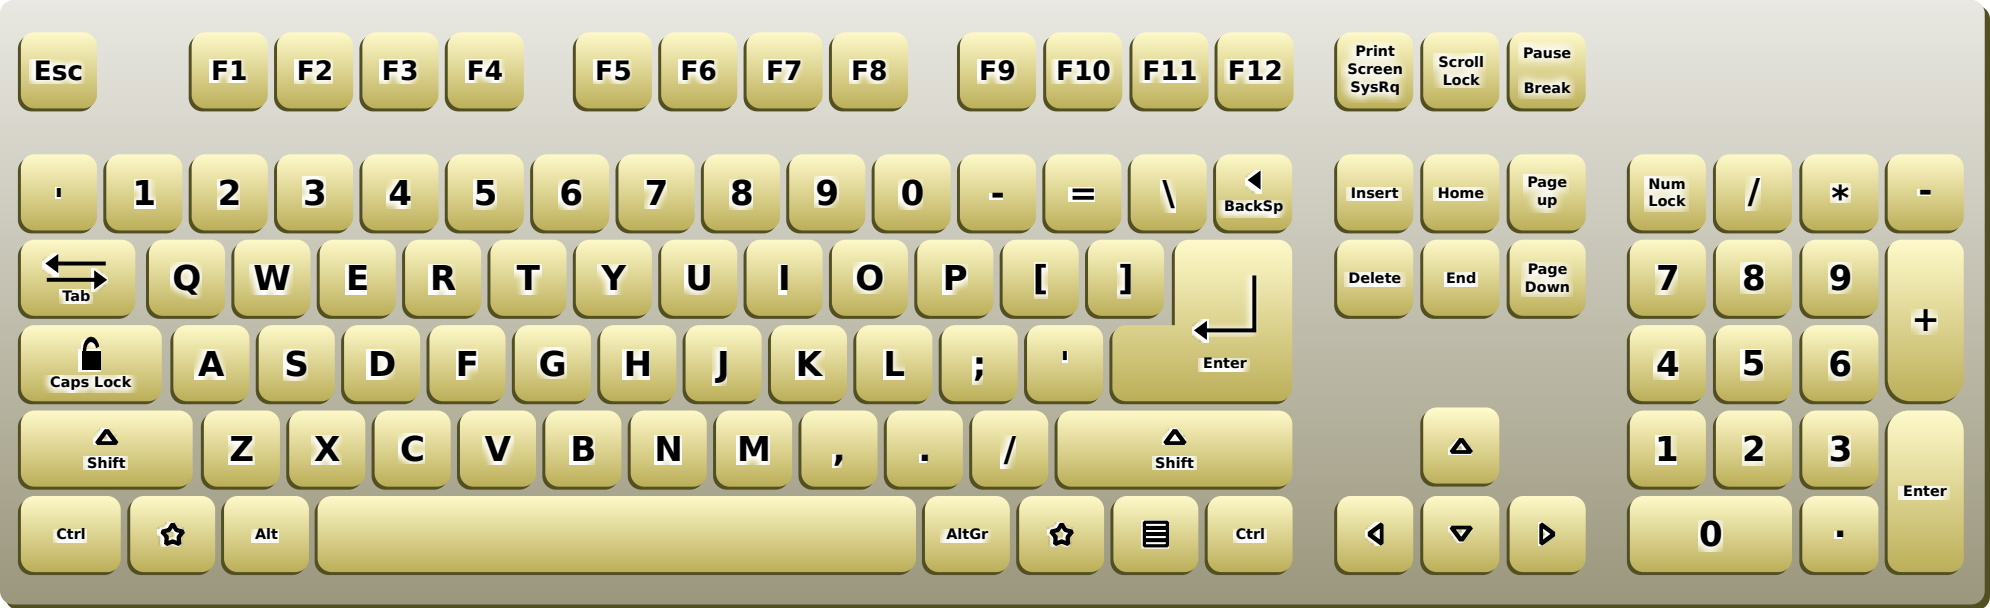 Esc F1 F2 F3 F4 F5 F6 F7 F8 F9 F10 F11 F12 Print Screen SysRq Scroll Lock Pause Break
' 1 2 3 4 5 6 7 8 9 0 - = \ BackSp Insert Home Page up Num Lock / * -
Tab Q W E R T Y U I O P [ ] Enter Delete End Page Down 7 8 9 +
Caps Lock A S D F G H J K L ; ' 4 5 6
Shift Z X C V B N M , . / Shift 1 2 3 Enter
Ctrl Alt AltGr Ctrl 0 .